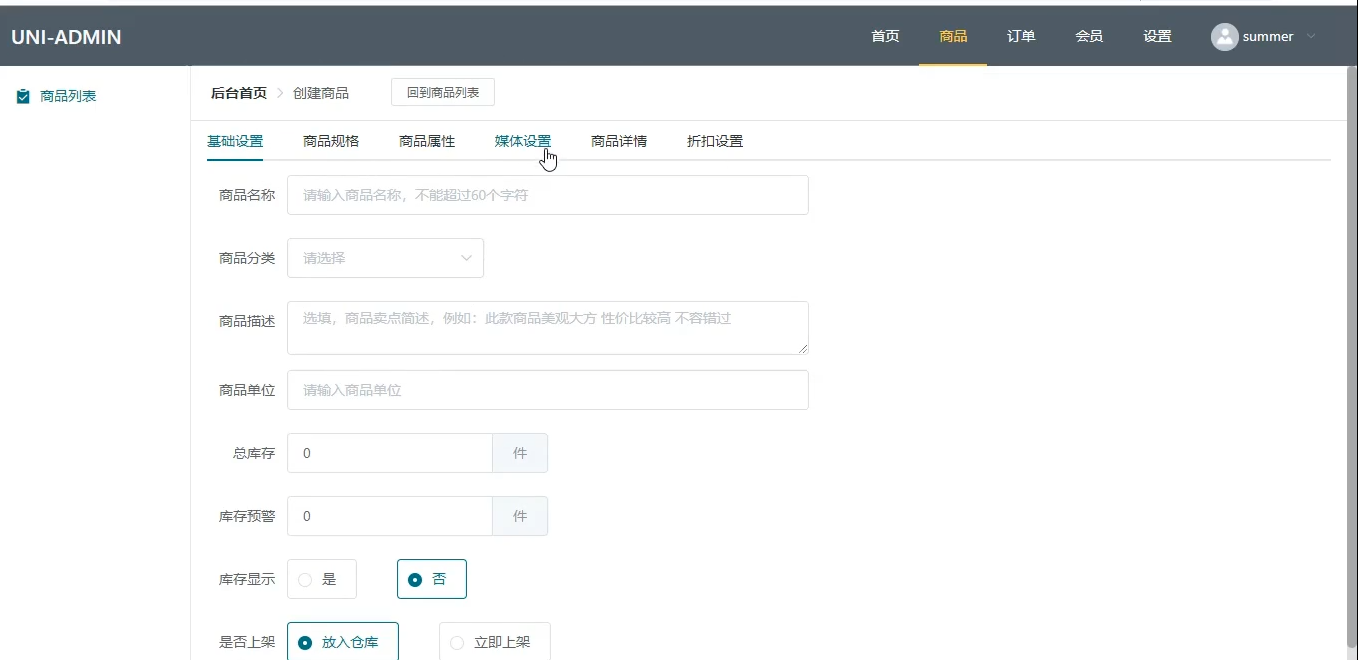 UNI-ADMIN 首页 商品 订单 会员 设置 summer
商品列表
后台首页 创建商品 回到商品列表
基础设置 商品规格 商品属性 媒体设置 商品详情 折扣设置
商品名称 请输入商品名称，不能超过60个字符
商品分类 请选择
商品描述 选填，商品卖点简述，例如：此款商品美观大方 性价比较高 不容错过
商品单位 请输入商品单位
总库存 0 件
库存预警 0 件
库存显示 是 否
是否上架 放入仓库 立即上架